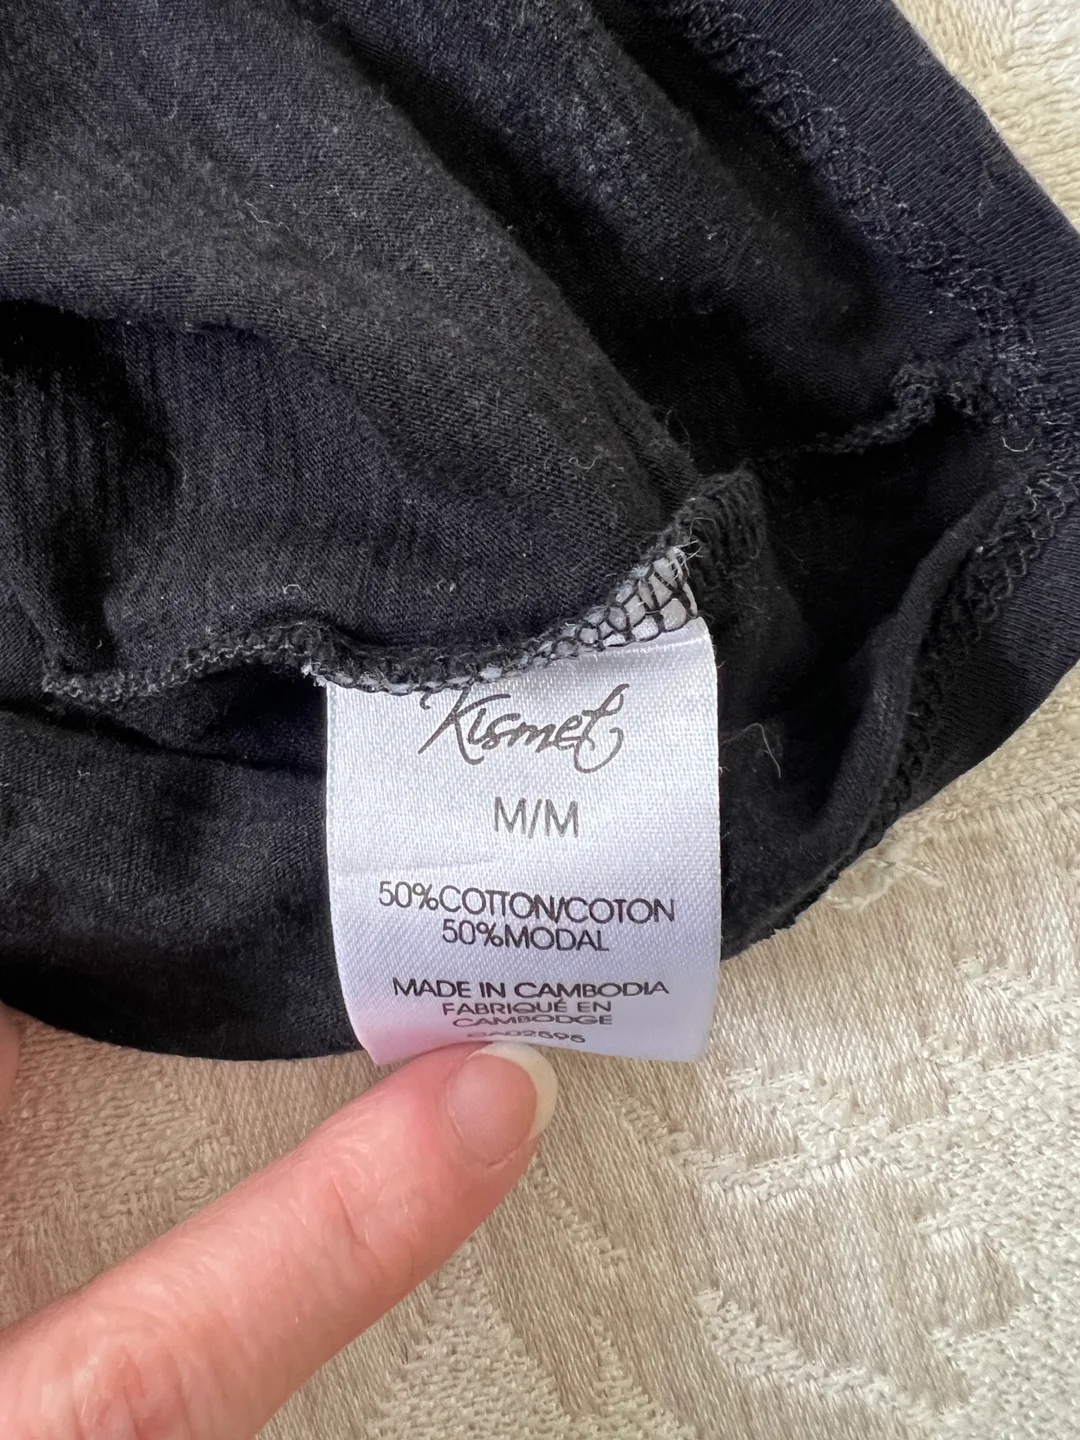 Kismet
M/M
50%COTTON/COTON
50%MODAL
MADE IN CAMBODIA
FABRIQUÉ EN
CAMBODGE